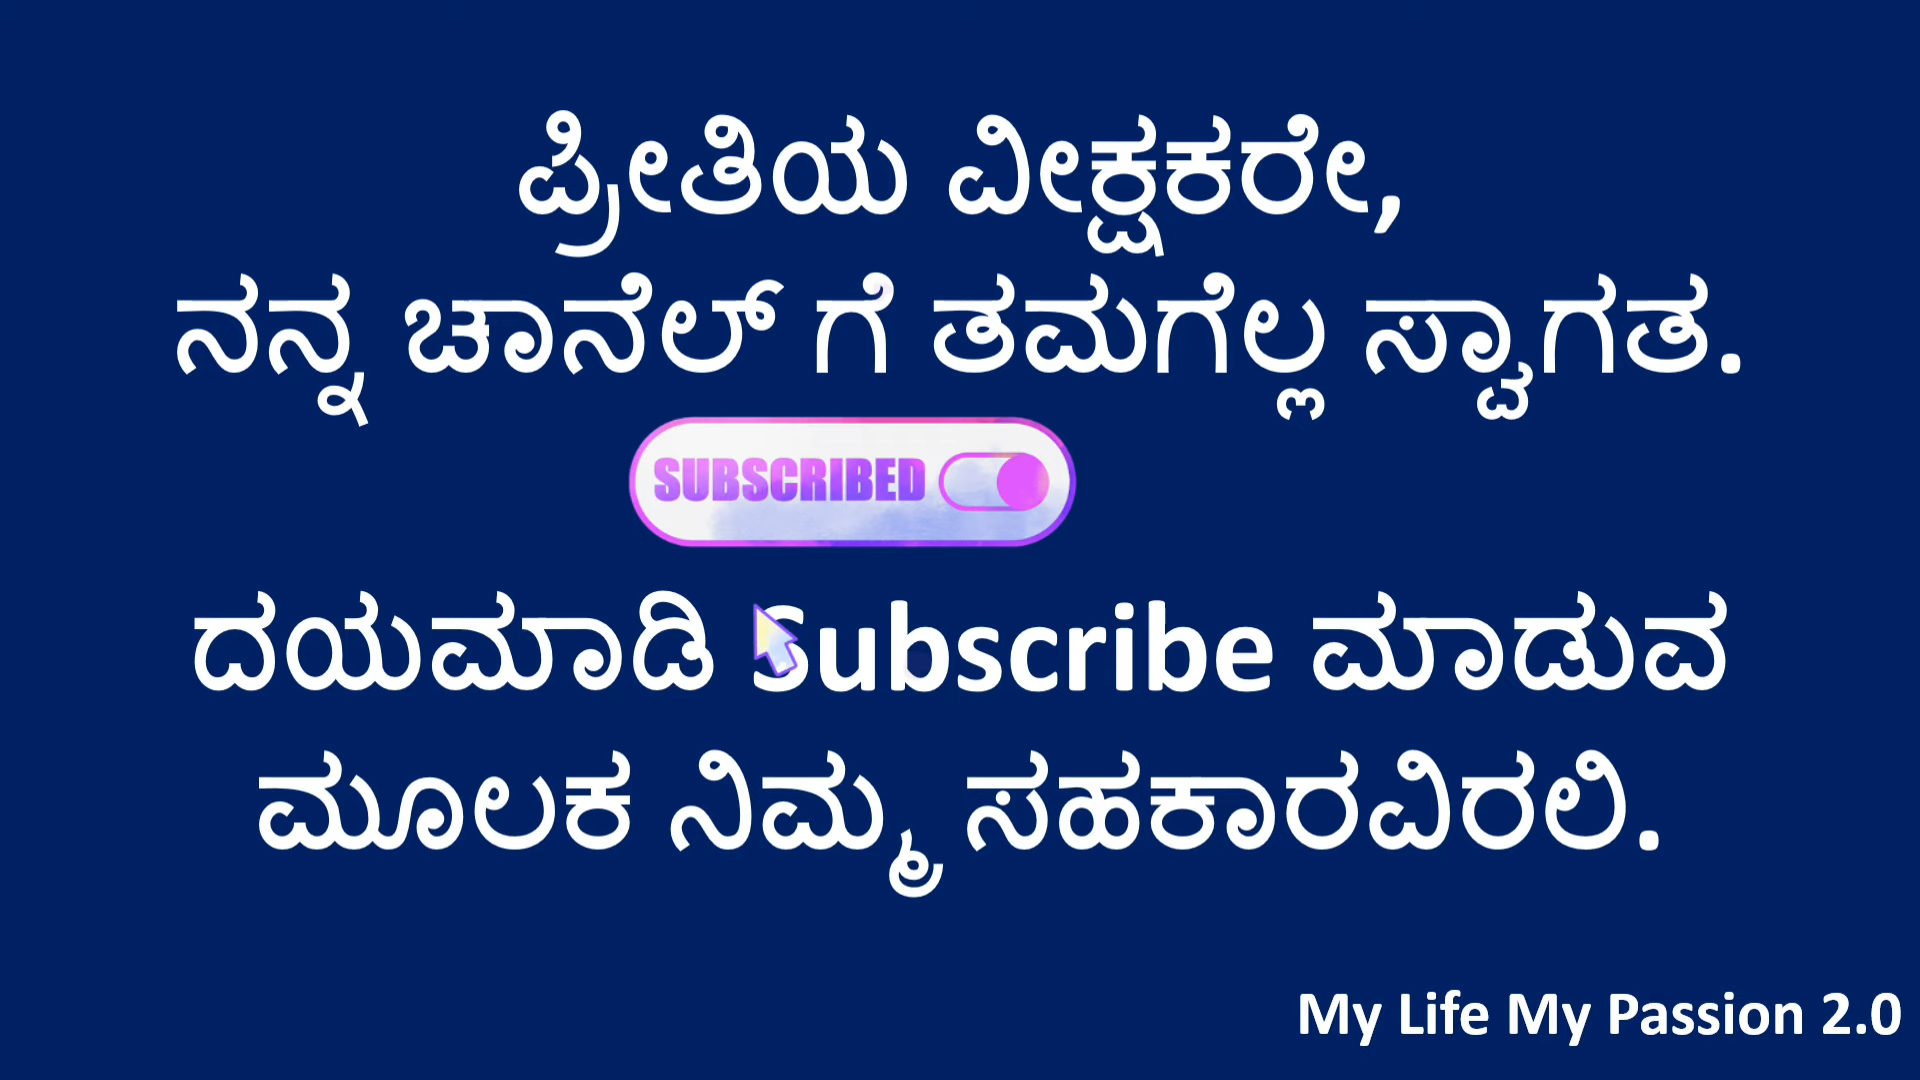 ಪ್ರೀತಿಯ ವೀಕ್ಷಕರೇ,
ನನ್ನ ಚಾನೆಲ್ ಗೆ ತಮಗೆಲ್ಲ ಸ್ವಾಗತ.
SUBSCRIBED
ದಯಮಾಡಿ Subscribe ಮಾಡುವ
ಮೂಲಕ ನಿಮ್ಮ ಸಹಕಾರವಿರಲಿ.
My Life My Passion 2.0